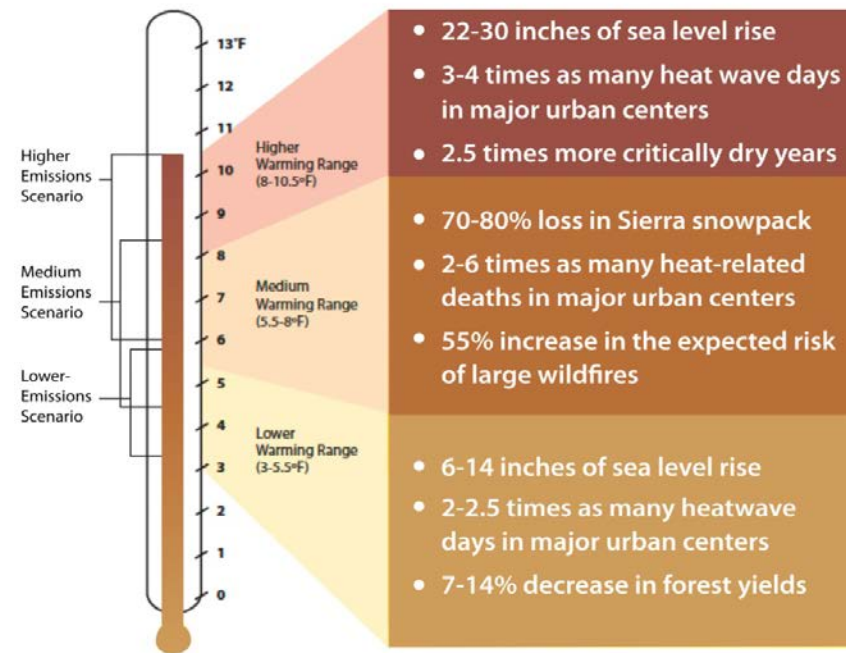 13°F
12
11
10
9
8
7
6
5
4
3
2
1
0
Higher
Emissions
Scenario
Medium
Emissions
Scenario
Lower-
Emissions
Scenario
Higher
Warming Range
(8-10.5ºF)
Medium
Warming Range
(5.5-8ºF)
Lower
Warming Range
(3-5.5ºF)
• 22-30 inches of sea level rise
• 3-4 times as many heat wave days
in major urban centers
• 2.5 times more critically dry years
• 70-80% loss in Sierra snowpack
• 2-6 times as many heat-related
deaths in major urban centers
• 55% increase in the expected risk
of large wildfires
• 6-14 inches of sea level rise
• 2-2.5 times as many heatwave
days in major urban centers
• 7-14% decrease in forest yields